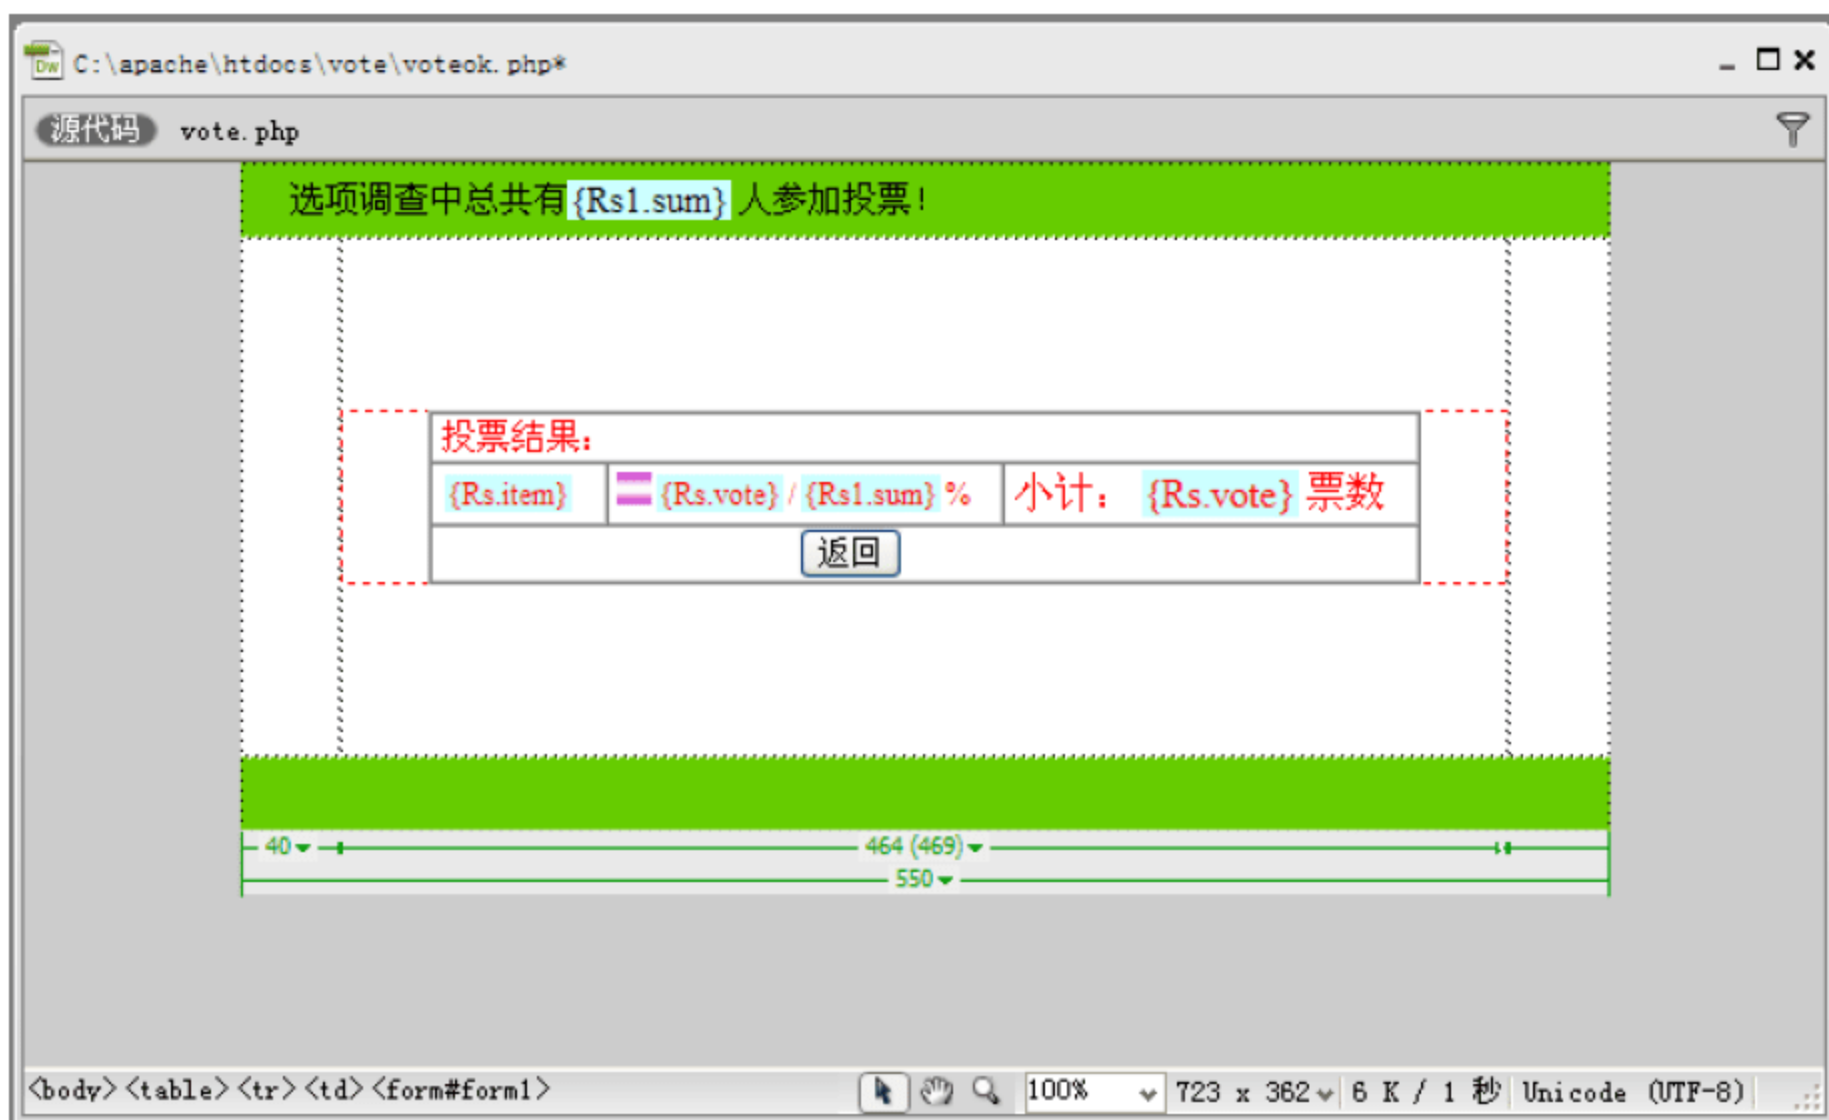 Dw C:\apache\htdocs\vote\voteok.php*
源代码 vote.php
选项调查中总共有{Rs1.sum} 人参加投票！
投票结果：
{Rs.item} {Rs.vote} / {Rs1.sum} % 小计： {Rs.vote} 票数
返回
40 464 (469)
550
<body> <table> <tr> <td> <form#form1> 100% 723 x 362 6 K / 1 秒 Unicode (UTF-8)